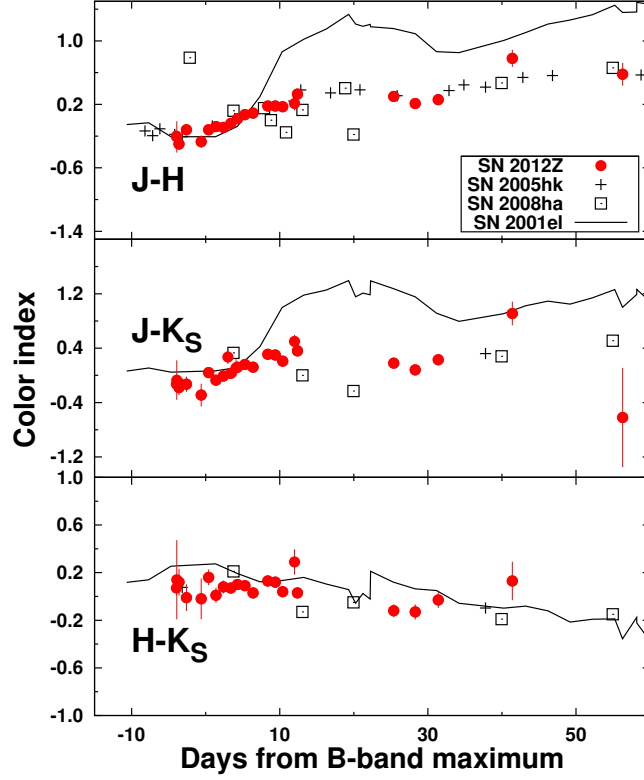 1.0
0.2
-0.6
-1.4
J-H
SN 2012Z
SN 2005hk
SN 2008ha
SN 2001el
1.2
0.4
-0.4
-1.2
J-KS
Color index
1.0
0.6
0.2
-0.2
-0.6
-1.0
H-KS
-10 10 30 50
Days from B-band maximum